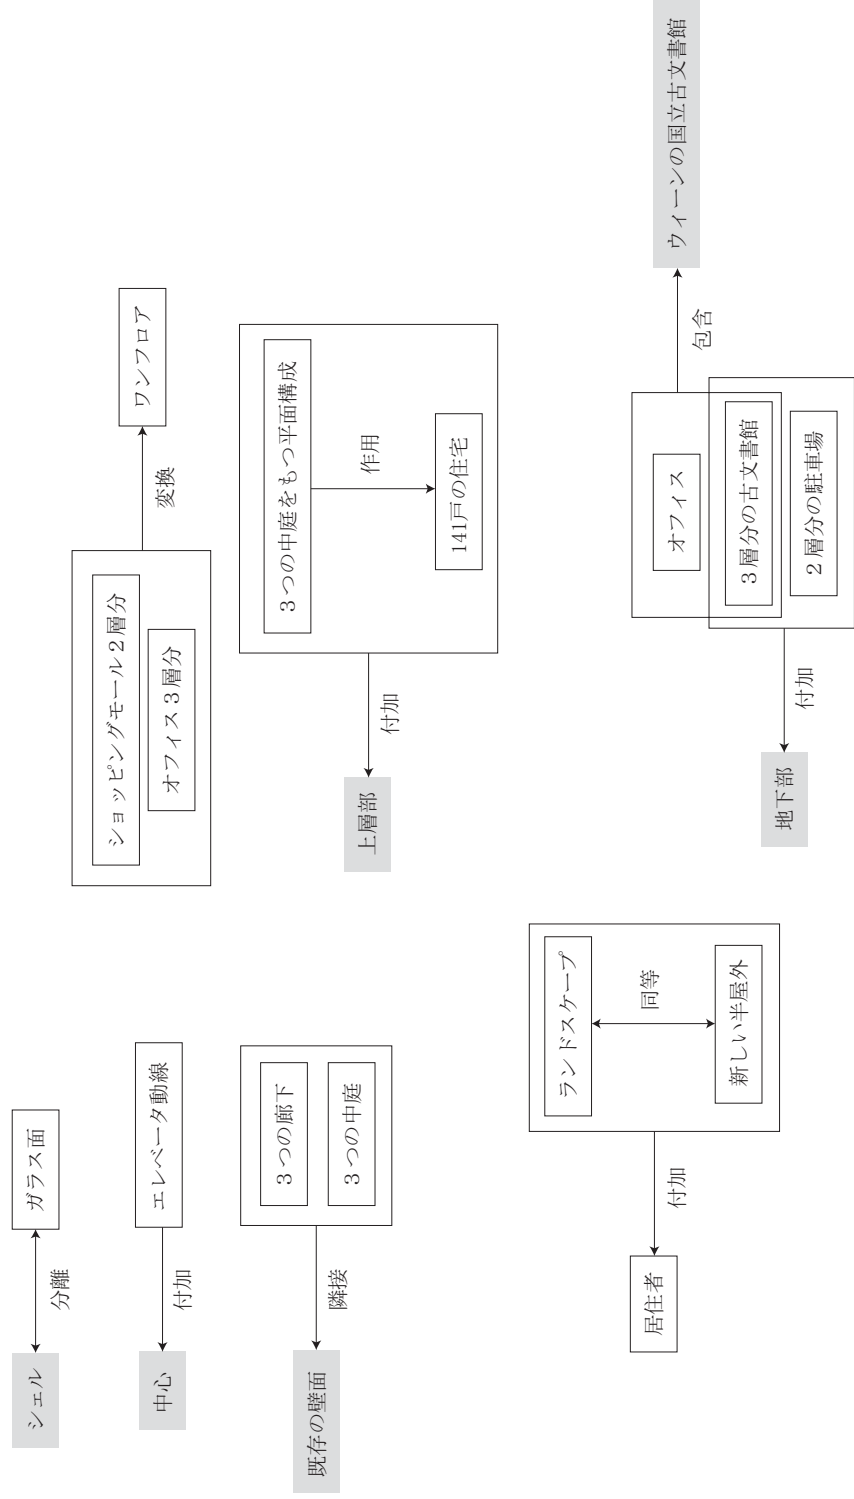 シェル
分離
ガラス面
中心
付加
エレベータ動線
既存の壁面
隣接
3つの廊下
3つの中庭
居住者
付加
ランドスケープ
同等
新しい半屋外
ショッピングモール2層分
オフィス3層分
変換
ワンフロア
上層部
付加
3つの中庭をもつ平面構成
作用
141戸の住宅
地下部
付加
オフィス
3層分の古文書館
2層分の駐車場
包含
ウィーンの国立古文書館